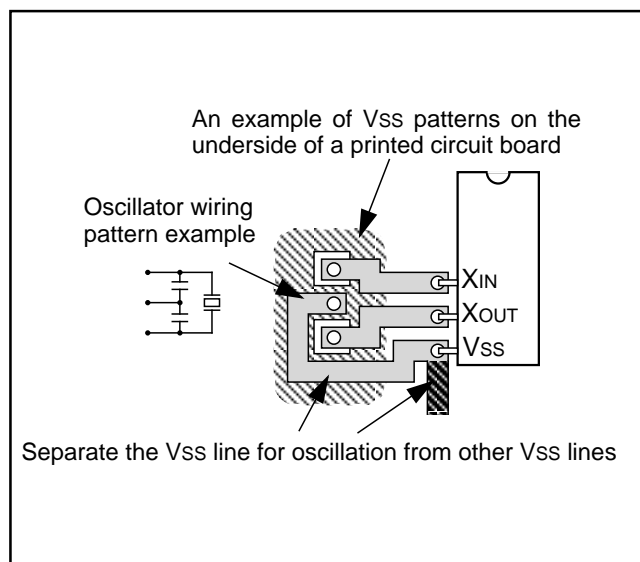 An example of VSS patterns on the
underside of a printed circuit board
Oscillator wiring
pattern example
XIN
XOUT
VSS
Separate the VSS line for oscillation from other VSS lines